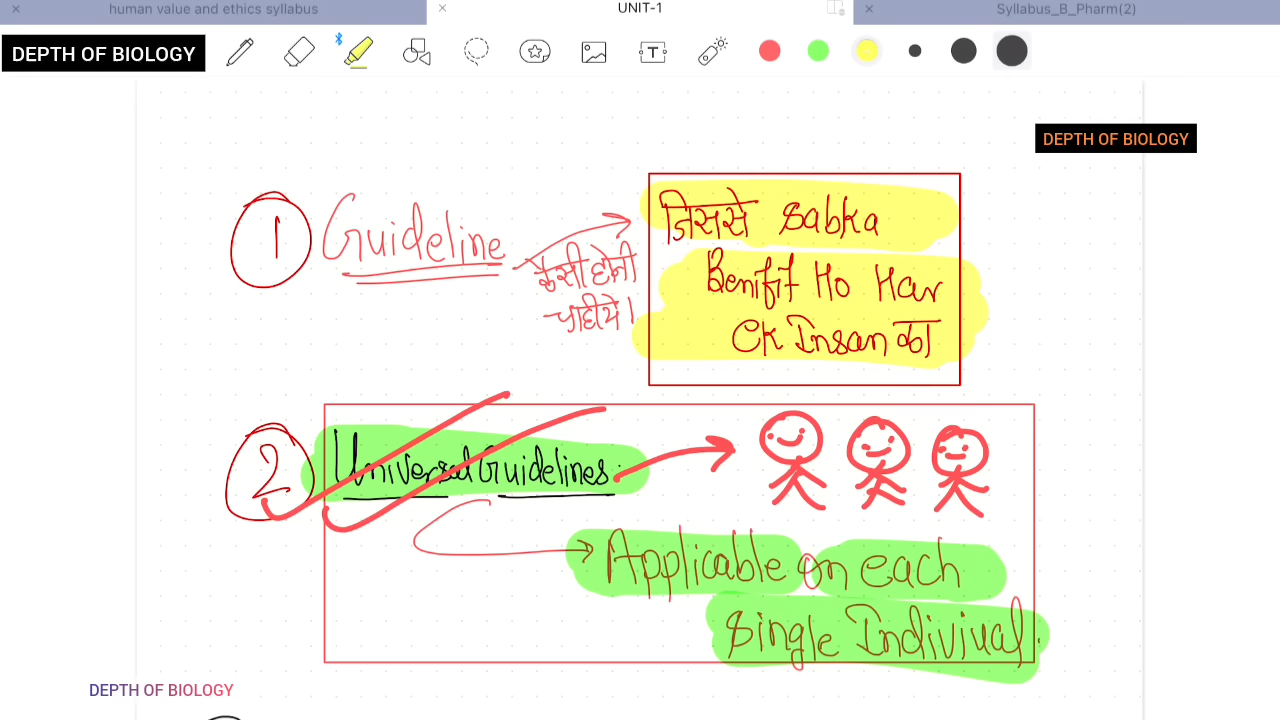 human value and ethics syllabus
UNIT-1
Syllabus_B_Pharm(2)
DEPTH OF BIOLOGY
T
DEPTH OF BIOLOGY
1 Guideline
कैसी होनी
चाहीये।
जिससे Sabka
Benifit Ho Har
Ek Insan का
2 Universal Guidelines.
Applicable on each
Single Indiviual.
DEPTH OF BIOLOGY